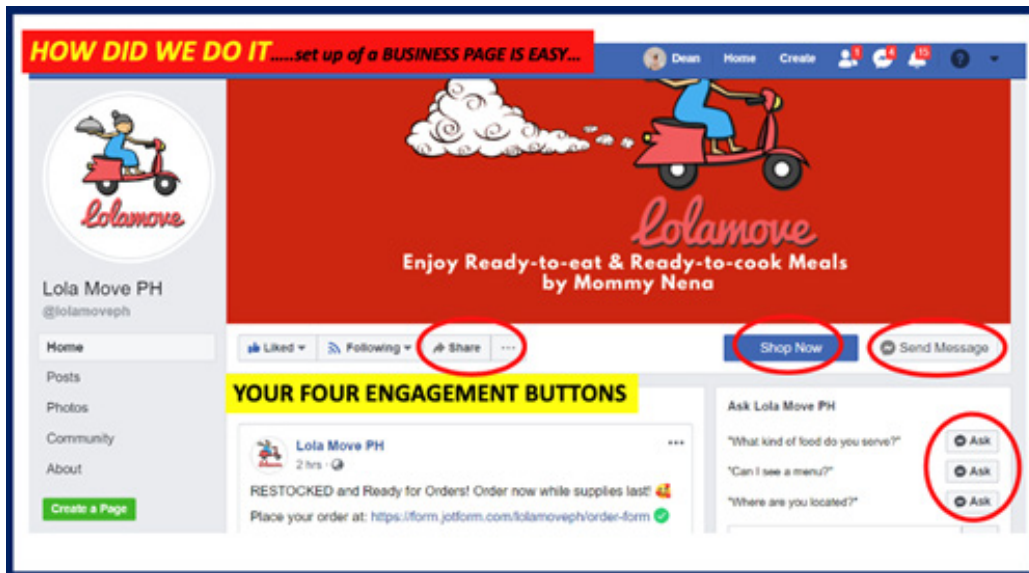 HOW DID WE DO IT.....set up of a BUSINESS PAGE IS EASY...
Dean Home Create 1 4 15
lolamove
lolamove
Enjoy Ready-to-eat & Ready-to-cook Meals
by Mommy Nena
Lola Move PH
@lolamoveph
Home
Posts
Photos
Community
About
Create a Page
Liked Following Share ...
Shop Now Send Message
YOUR FOUR ENGAGEMENT BUTTONS
Lola Move PH
2 hrs
RESTOCKED and Ready for Orders! Order now while supplies last!
Place your order at: https://form.jotform.com/lolamoveph/order-form
Ask Lola Move PH
"What kind of food do you serve?" Ask
"Can I see a menu?" Ask
"Where are you located?" Ask